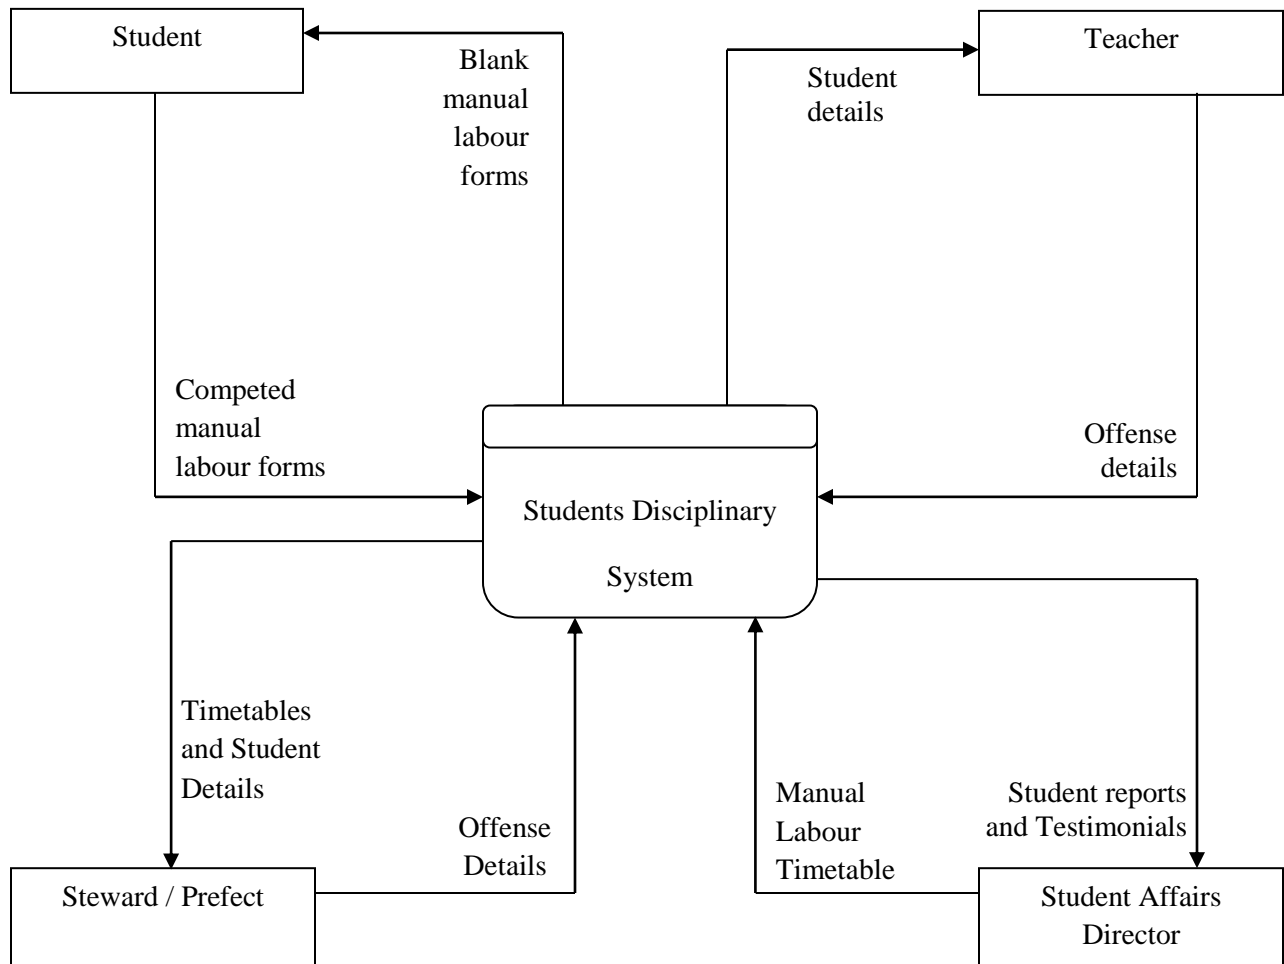 Student
Teacher
Blank
manual
labour
forms
Student
details
Competed
manual
labour forms
Offense
details
Students Disciplinary
System
Timetables
and Student
Details
Offense
Details
Manual
Labour
Timetable
Student reports
and Testimonials
Steward / Prefect
Student Affairs
Director